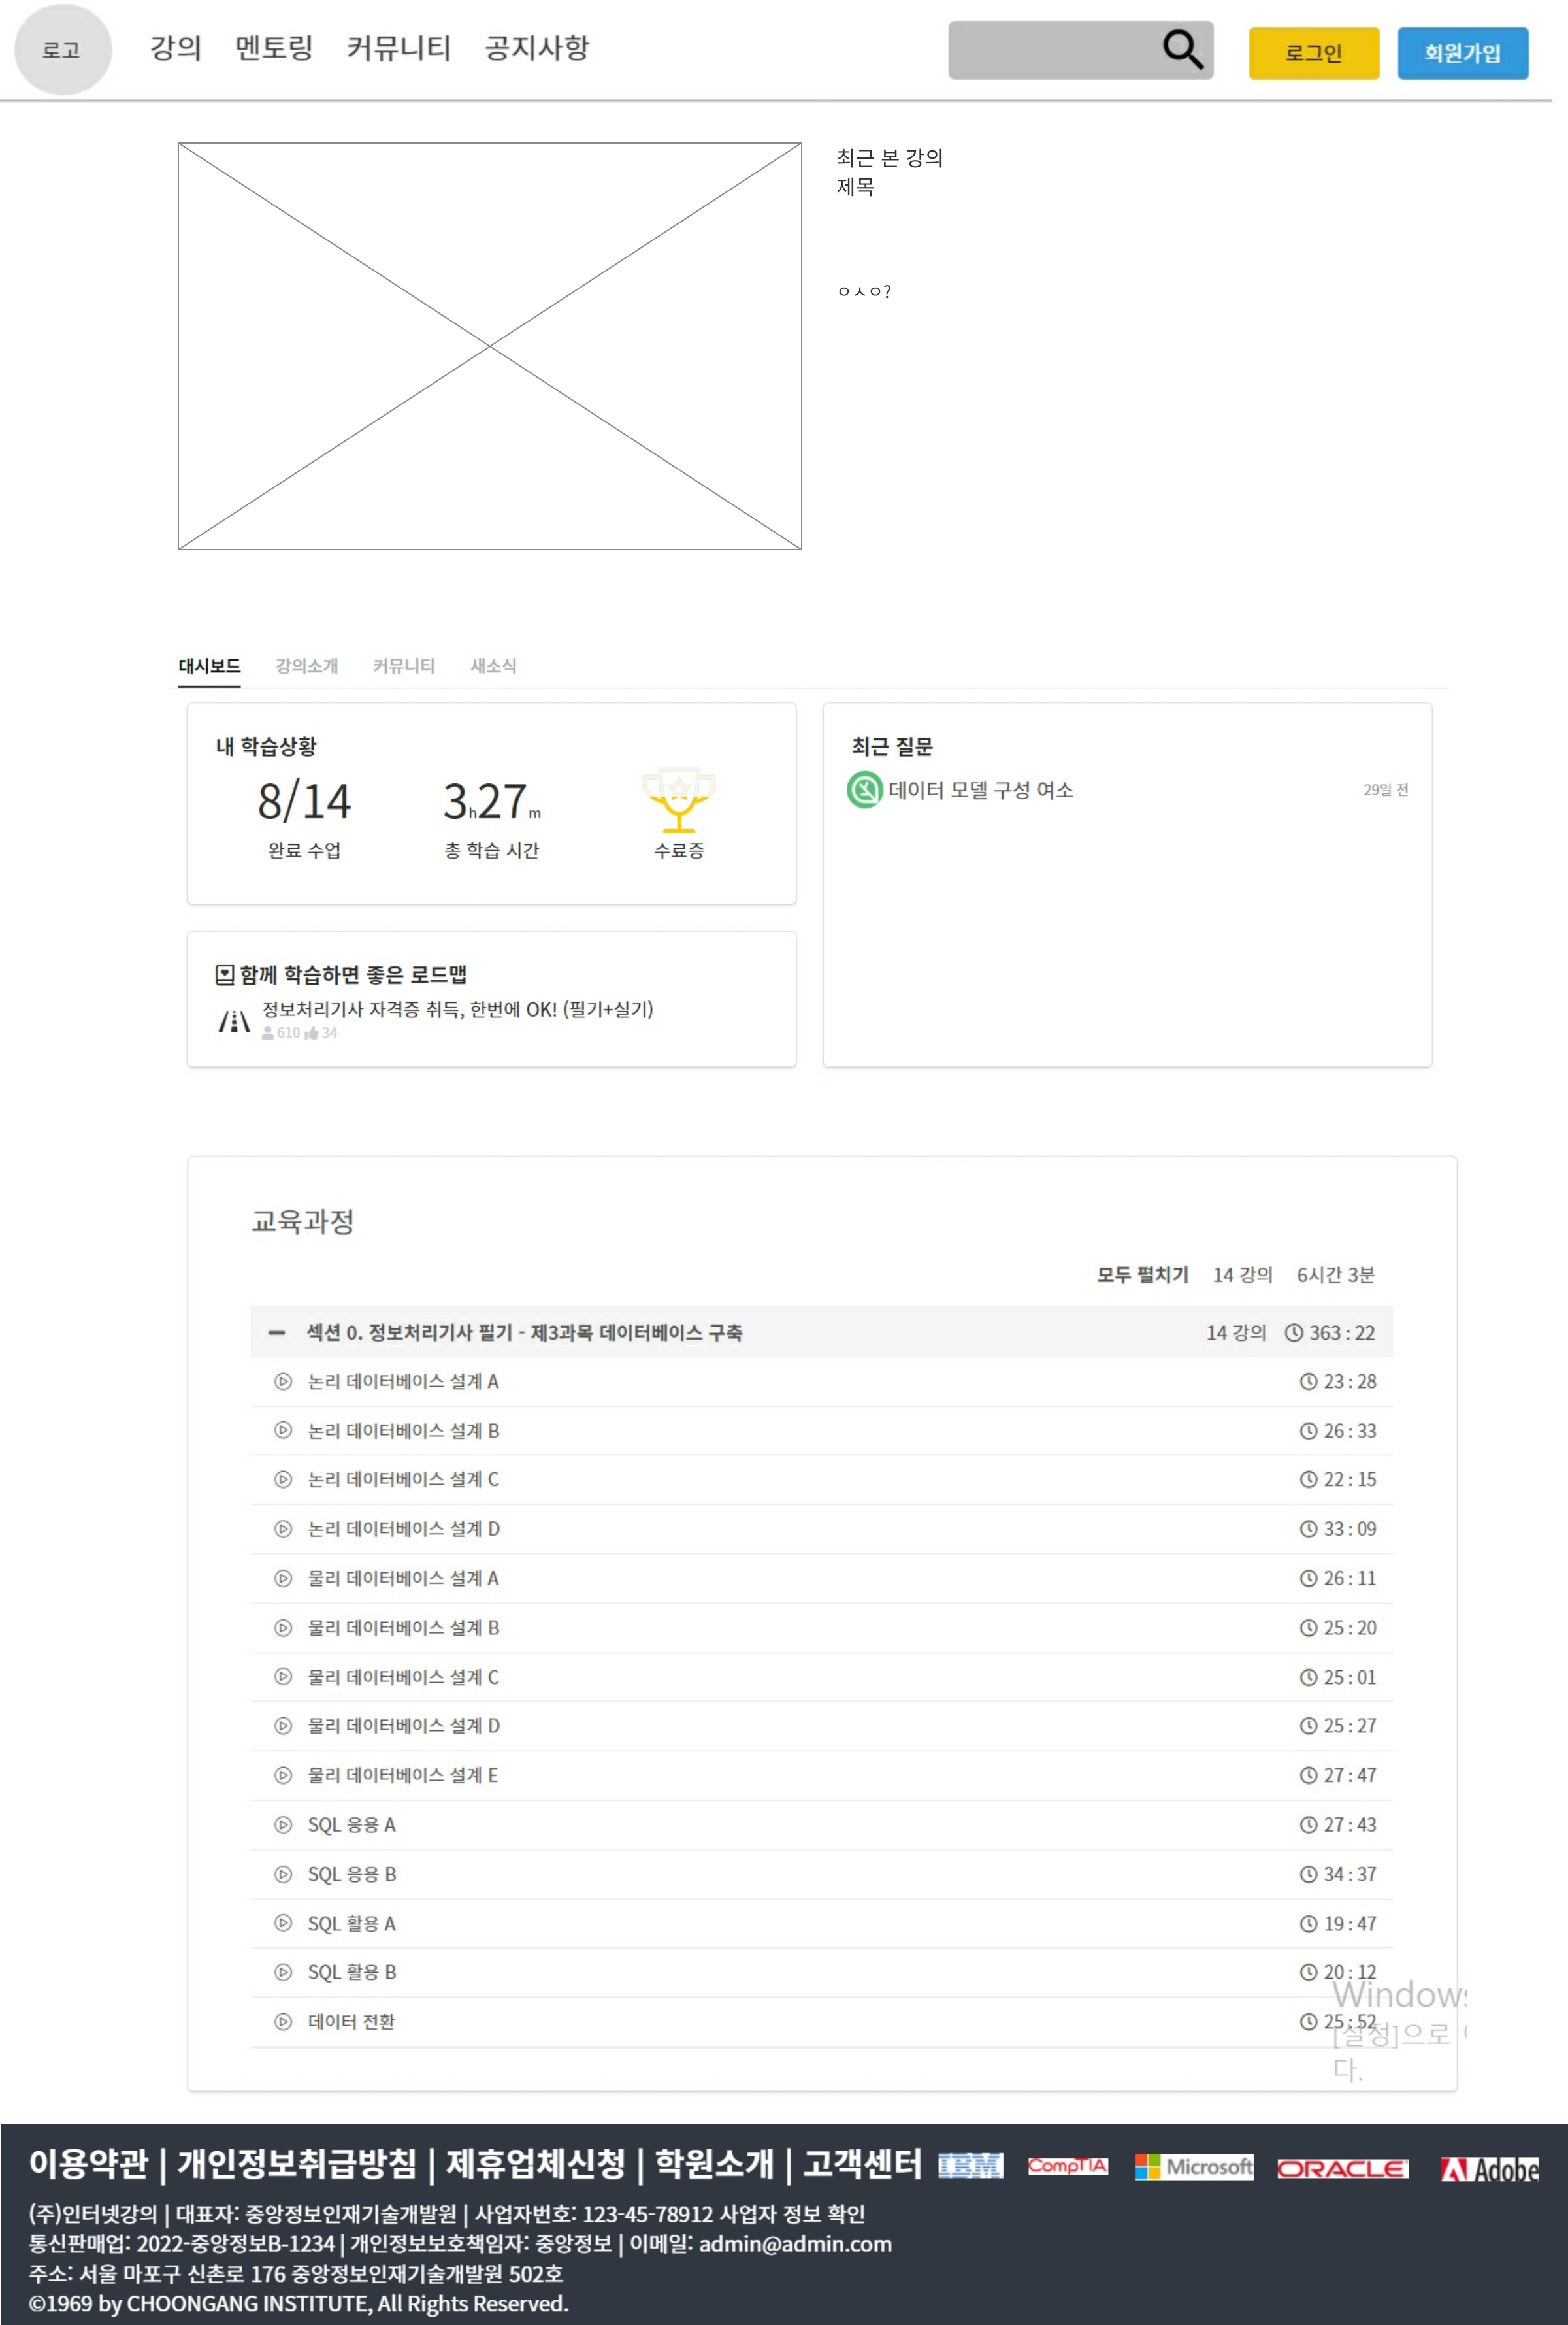 로고
강의 멘토링 커뮤니티 공지사항
로그인
회원가입
최근 본 강의
제목
ㅇㅅㅇ?
대시보드 강의소개 커뮤니티 새소식
내 학습상황
8/14
3h27m
완료 수업
총 학습 시간
수료증
함께 학습하면 좋은 로드맵
정보처리기사 자격증 취득, 한번에 OK! (필기+실기)
610 34
최근 질문
데이터 모델 구성 여소 29일 전
교육과정
모두 펼치기 14 강의 6시간 3분
섹션 0. 정보처리기사 필기 - 제3과목 데이터베이스 구축 14 강의 363 : 22
논리 데이터베이스 설계 A 23 : 28
논리 데이터베이스 설계 B 26 : 33
논리 데이터베이스 설계 C 22 : 15
논리 데이터베이스 설계 D 33 : 09
물리 데이터베이스 설계 A 26 : 11
물리 데이터베이스 설계 B 25 : 20
물리 데이터베이스 설계 C 25 : 01
물리 데이터베이스 설계 D 25 : 27
물리 데이터베이스 설계 E 27 : 47
SQL 응용 A 27 : 43
SQL 응용 B 34 : 37
SQL 활용 A 19 : 47
SQL 활용 B 20 : 12
데이터 전환 25 : 52
Windows
[설정]으로
다.
이용약관 | 개인정보취급방침 | 제휴업체신청 | 학원소개 | 고객센터 IBM CompTIA Microsoft ORACLE Adobe
(주)인터넷강의 | 대표자: 중앙정보인재기술개발원 | 사업자번호: 123-45-78912 사업자 정보 확인
통신판매업: 2022-중앙정보B-1234 | 개인정보보호책임자: 중앙정보 | 이메일: admin@admin.com
주소: 서울 마포구 신촌로 176 중앙정보인재기술개발원 502호
©1969 by CHOONGANG INSTITUTE, All Rights Reserved.